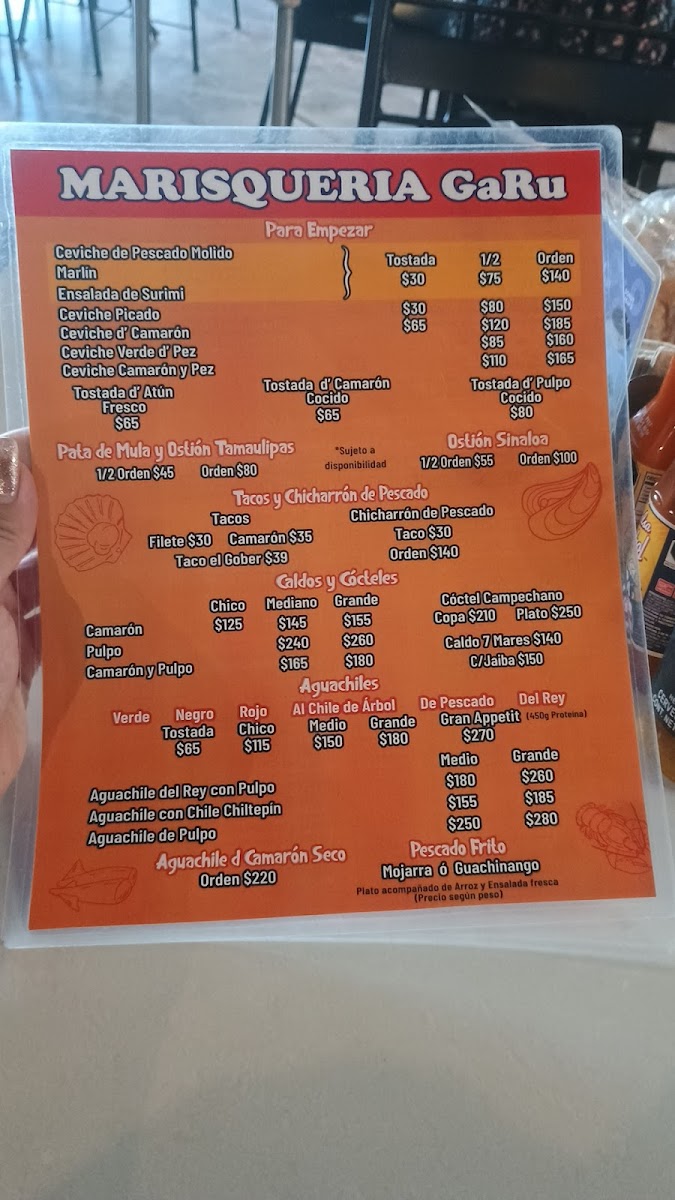 MARISQUERIA GaRu
Para Empezar
Ceviche de Pescado Molido
Marlin
Ensalada de Surimi
Tostada 1/2 Orden
$30 $75 $140
Ceviche Picado $30 $80 $150
Ceviche d' Camarón $65 $120 $185
Ceviche Verde d' Pez $85 $160
Ceviche Camarón y Pez $110 $165
Tostada d' Atún Fresco
$65
Tostada d' Camarón Cocido
$65
Tostada d' Pulpo Cocido
$80
Pata de Mula y Ostión Tamaulipas
1/2 Orden $45 Orden $80
*Sujeto a
disponibilidad
Ostión Sinaloa
1/2 Orden $55 Orden $100
Tacos y Chicharrón de Pescado
Tacos
Filete $30 Camarón $35
Taco el Gober $39
Chicharrón de Pescado
Taco $30
Orden $140
Caldos y Cócteles
Chico Mediano Grande
Camarón $125 $145 $155
Pulpo $240 $260
Camarón y Pulpo $165 $180
Cóctel Campechano
Copa $210 Plato $250
Caldo 7 Mares $140
C/Jaiba $150
Aguachiles
Verde Negro Rojo Al Chile de Árbol De Pescado Del Rey
Tostada Chico Medio Grande Gran Appetit (450g Proteina)
$65 $115 $150 $180 $270
Medio Grande
Aguachile del Rey con Pulpo $180 $260
Aguachile con Chile Chiltepín $155 $185
Aguachile de Pulpo $250 $280
Aguachile d Camarón Seco
Orden $220
Pescado Frito
Mojarra ó Guachinango
Plato acompañado de Arroz y Ensalada fresca
(Precio según peso)